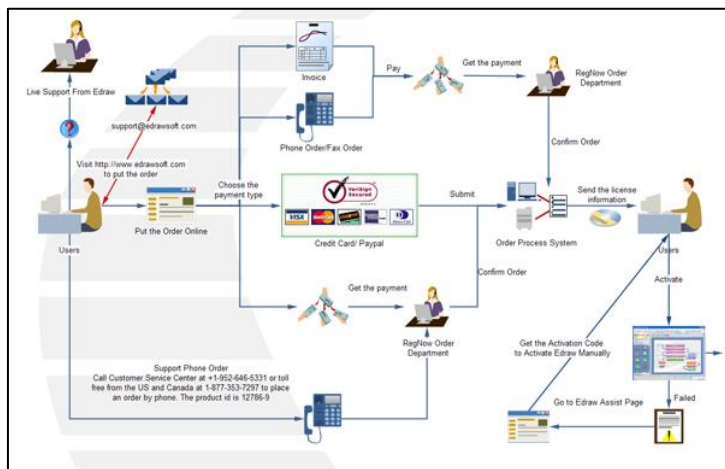 Live Support From Edraw
support@edrawsoft.com
Visit http://www.edrawsoft.com
to put the order
Users
Put the Order Online
Choose the
payment type
Invoice
Phone Order/Fax Order
Pay
Get the payment
RegNow Order
Department
Confirm Order
VeriSign
Secured
VISA
Credit Card/ Paypal
Submit
Order Process System
Send the license
information
Users
Activate
Get the payment
Confirm Order
RegNow Order
Department
Get the Activation Code
to Activate Edraw Manually
Failed
Go to Edraw Assist Page
Support Phone Order
Call Customer Service Center at +1-952-646-5331 or toll
free from the US and Canada at 1-877-353-7297 to place
an order by phone. The product id is 12786-9